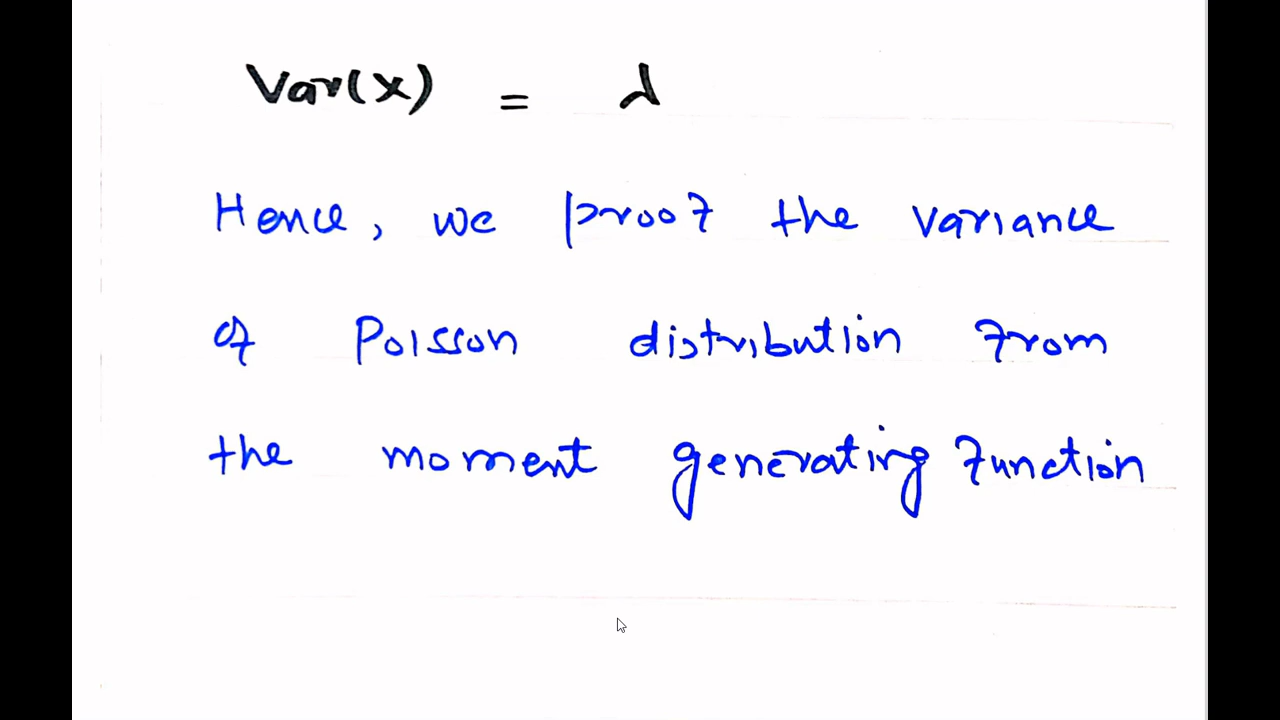 Var(x) = λ
Hence, we proof the variance
of Poisson distribution from
the moment generating function